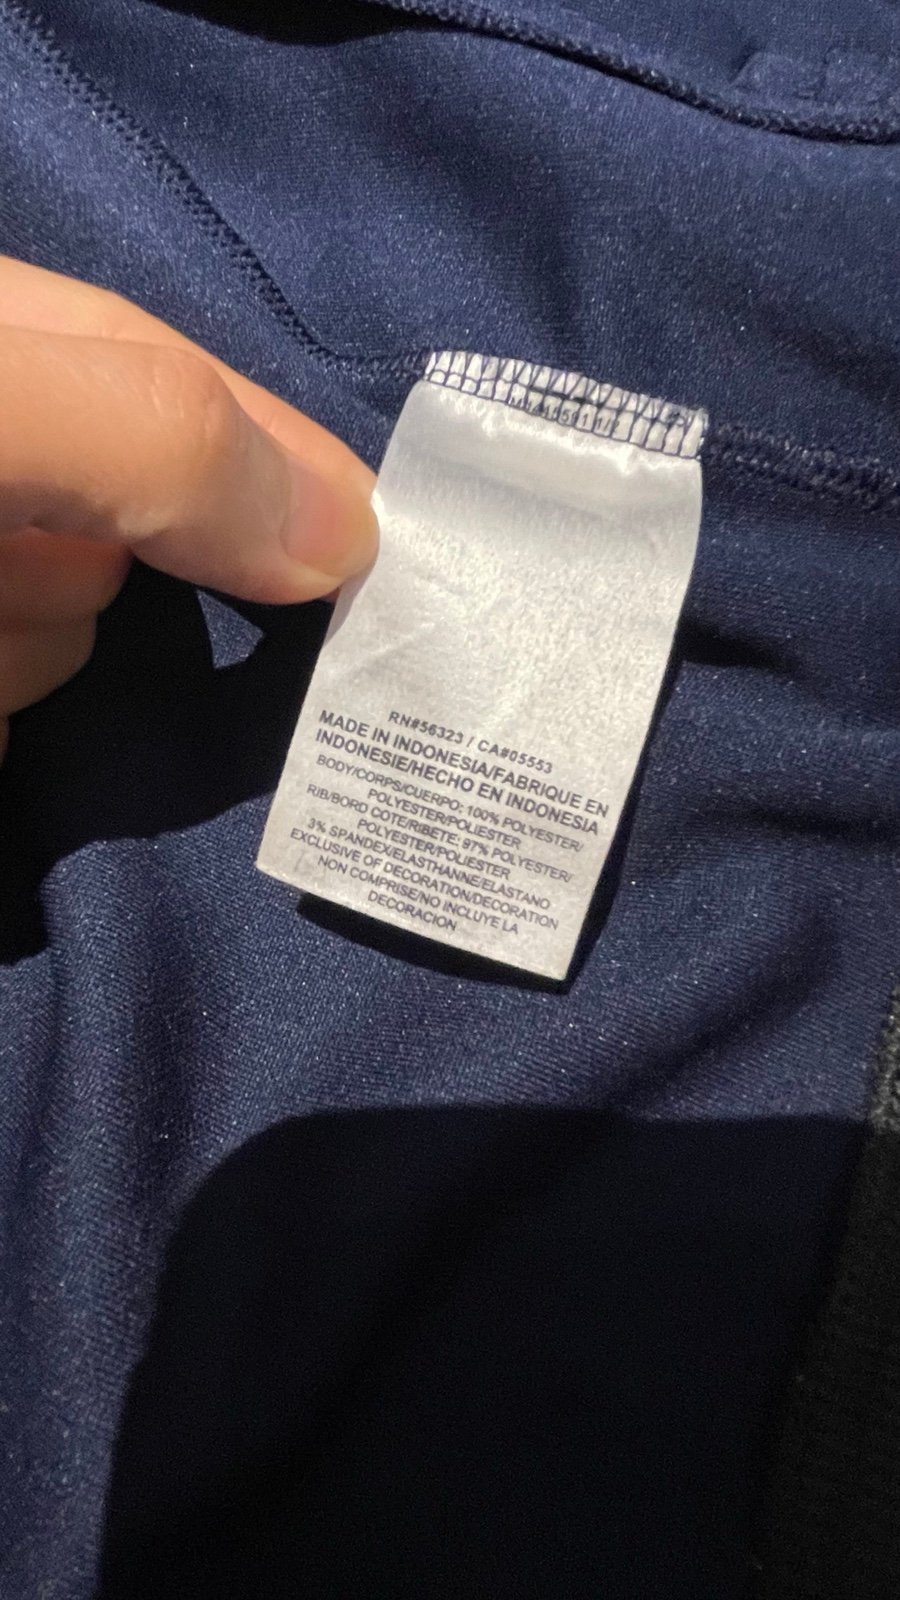 RN#56323 / CA#05553
MADE IN INDONESIA/FABRIQUE EN
INDONESIE/HECHO EN INDONESIA
BODY/CORPS/CUERPO: 100% POLYESTER/
POLYESTER/POLIESTER
RIB/BORD COTE/RIBETE: 97% POLYESTER/
POLYESTER/POLIESTER
3% SPANDEX/ELASTHANNE/ELASTANO
EXCLUSIVE OF DECORATION/DECORATION
NON COMPRISE/NO INCLUYE LA
DECORACION